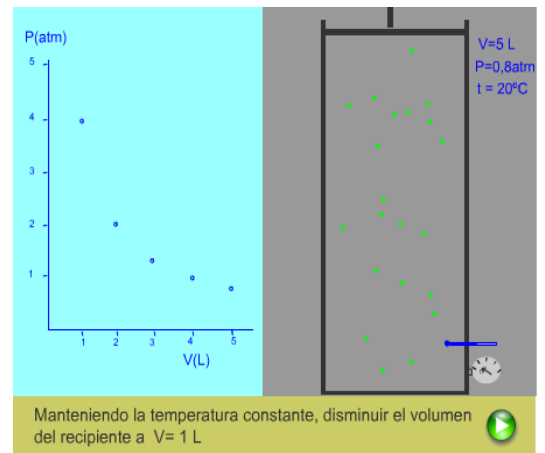 P(atm)
5
4
3
2
1
1 2 3 4 5
V(L)
V=5 L
P=0,8atm
t = 20ºC
Manteniendo la temperatura constante, disminuir el volumen
del recipiente a V= 1 L